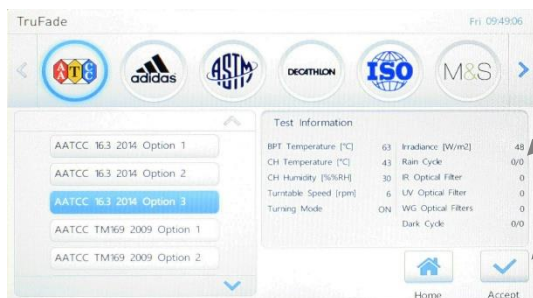 TruFade
Fri 09:49:06
AATCC
adidas
ASTM
DECATHLON
ISO
M&S
AATCC 16.3 2014 Option 1
AATCC 16.3 2014 Option 2
AATCC 16.3 2014 Option 3
AATCC TM169 2009 Option 1
AATCC TM169 2009 Option 2
Test Information
BPT Temperature [°C] 63 Irradiance [W/m2] 48
CH Temperature [°C] 43 Rain Cycle 0/0
CH Humidity [%%RH] 30 IR Optical Filter 0
Turntable Speed [rpm] 6 UV Optical Filter 0
Turning Mode ON WG Optical Filters 0
Dark Cycle 0/0
Home
Accept